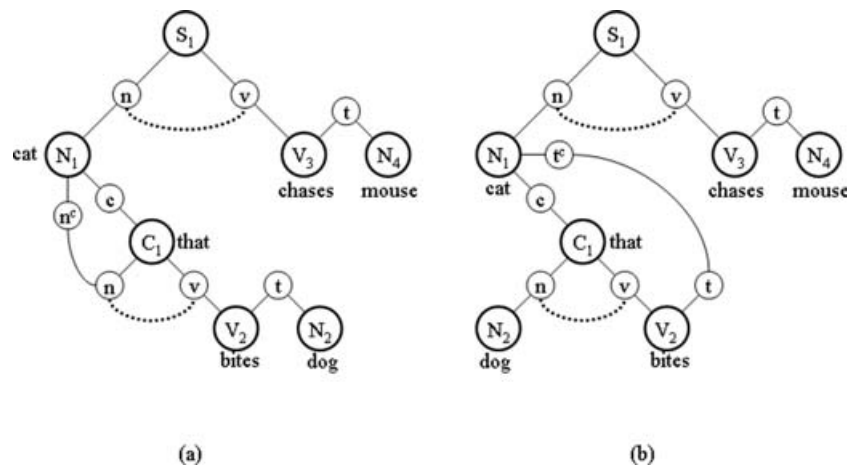 S₁ S₁
n v n v
t t
cat N₁ V₃ N₄ N₁ tᶜ V₃ N₄
chases mouse cat chases mouse
c c
nᶜ
C₁ that C₁ that
n v t n v t
V₂ N₂ N₂ V₂
bites dog dog bites
(a) (b)